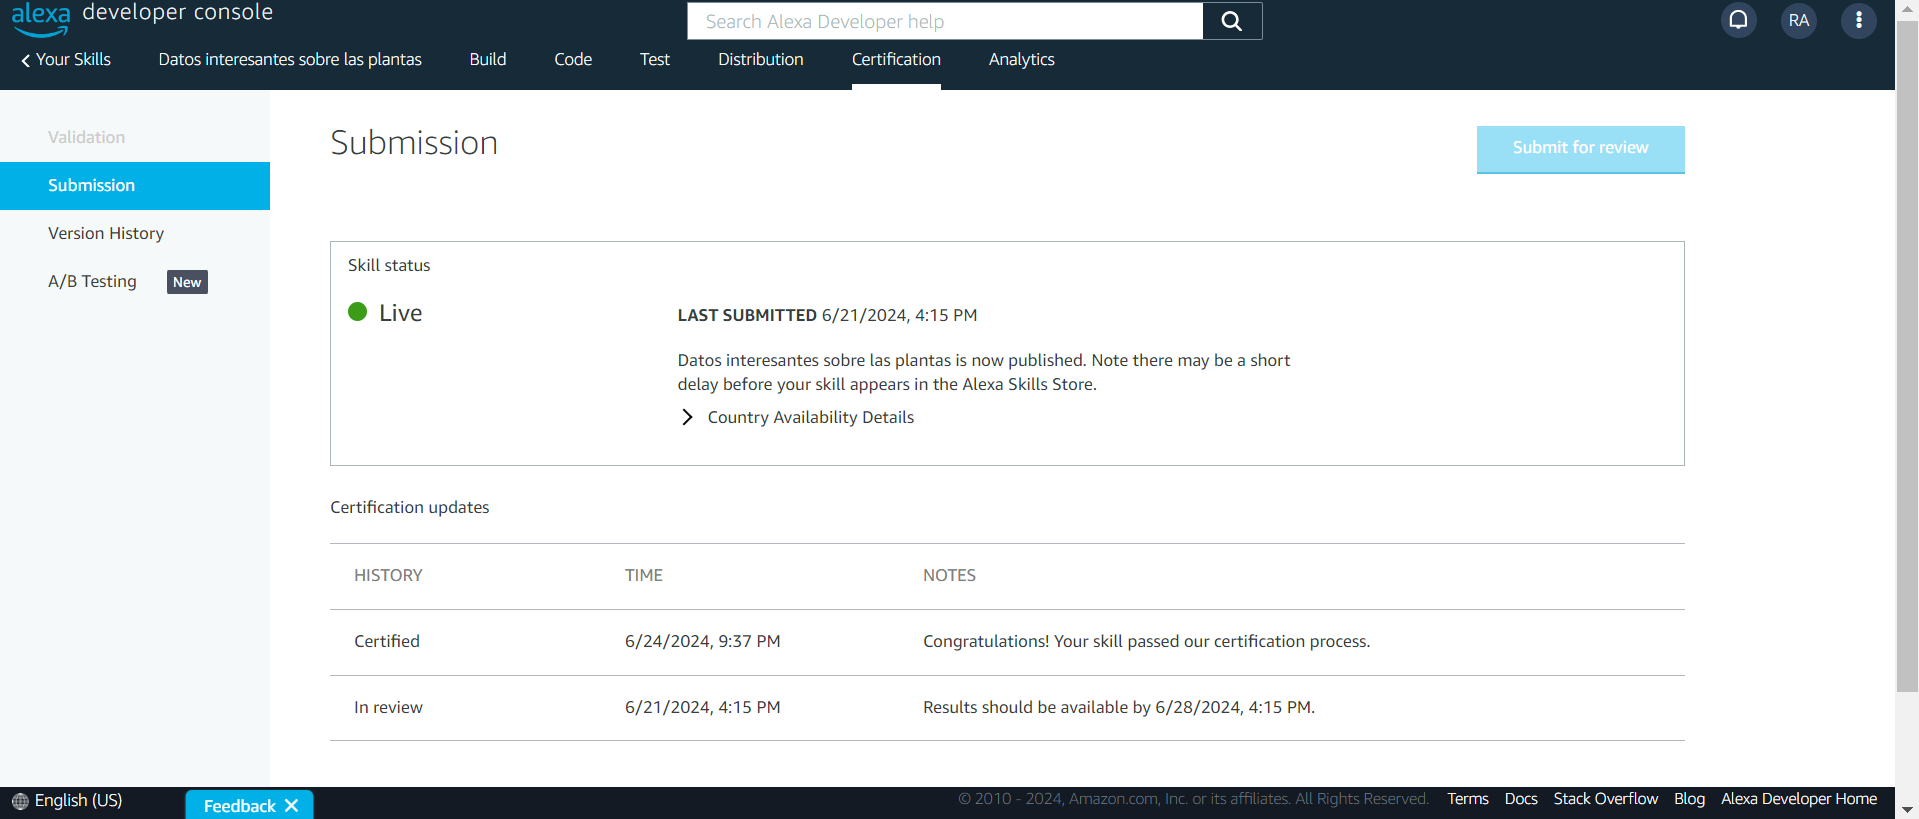 alexa developer console
Search Alexa Developer help
RA
Your Skills
Datos interesantes sobre las plantas
Build
Code
Test
Distribution
Certification
Analytics
Validation
Submission
Version History
A/B Testing New
Submission
Submit for review
Skill status
Live
LAST SUBMITTED 6/21/2024, 4:15 PM
Datos interesantes sobre las plantas is now published. Note there may be a short
delay before your skill appears in the Alexa Skills Store.
Country Availability Details
Certification updates
HISTORY TIME NOTES
Certified 6/24/2024, 9:37 PM Congratulations! Your skill passed our certification process.
In review 6/21/2024, 4:15 PM Results should be available by 6/28/2024, 4:15 PM.
English (US)
Feedback
© 2010 - 2024, Amazon.com, Inc. or its affiliates. All Rights Reserved.
Terms
Docs
Stack Overflow
Blog
Alexa Developer Home